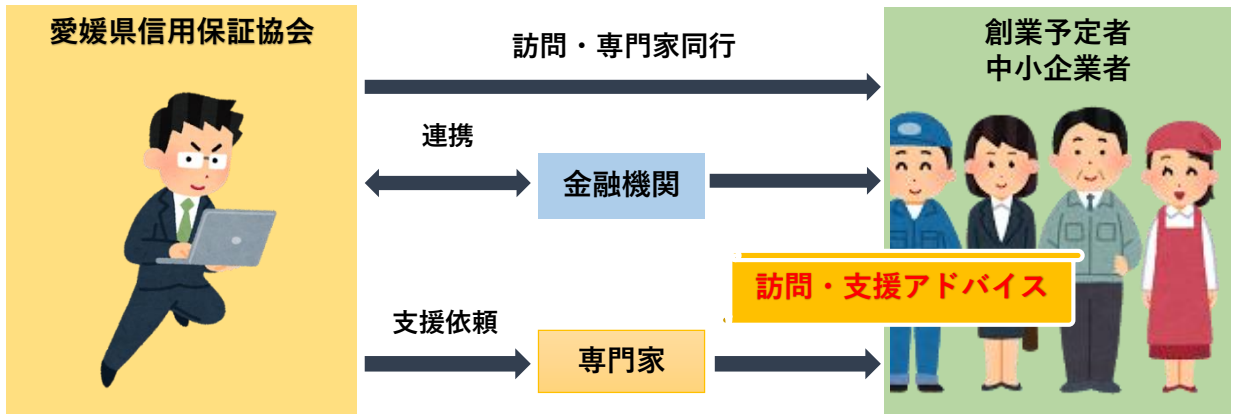 愛媛県信用保証協会
訪問・専門家同行
創業予定者
中小企業者
連携
金融機関
訪問・支援アドバイス
支援依頼
専門家